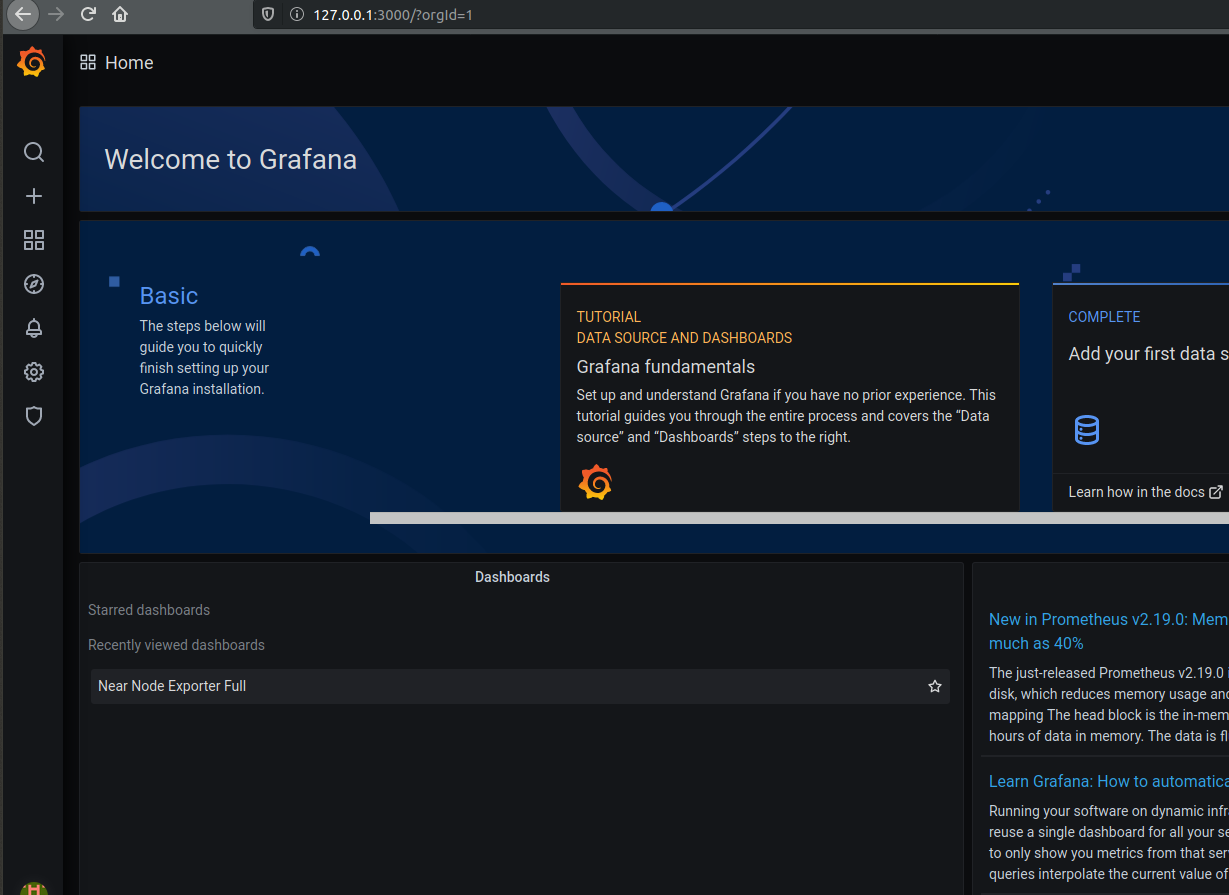 127.0.0.1:3000/?orgId=1
Home
Welcome to Grafana
Basic
The steps below will
guide you to quickly
finish setting up your
Grafana installation.
TUTORIAL
DATA SOURCE AND DASHBOARDS
Grafana fundamentals
Set up and understand Grafana if you have no prior experience. This
tutorial guides you through the entire process and covers the “Data
source” and “Dashboards” steps to the right.
COMPLETE
Add your first data s
Learn how in the docs
Dashboards
Starred dashboards
Recently viewed dashboards
Near Node Exporter Full
New in Prometheus v2.19.0: Mem
much as 40%
The just-released Prometheus v2.19.0
disk, which reduces memory usage and
mapping The head block is the in-mem
hours of data in memory. The data is fl
Learn Grafana: How to automatica
Running your software on dynamic infr
reuse a single dashboard for all your se
to only show you metrics from that ser
queries interpolate the current value of